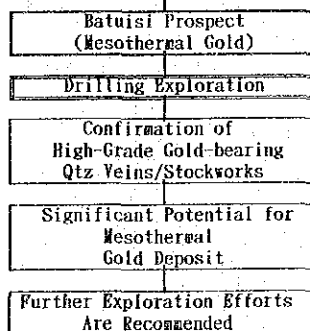 Batuisi Prospect
(Mesothermal Gold)
Drilling Exploration
Confirmation of
High-Grade Gold-bearing
Qtz Veins/Stockworks
Significant Potential for
Mesothermal
Gold Deposit
Further Exploration Efforts
Are Recommended